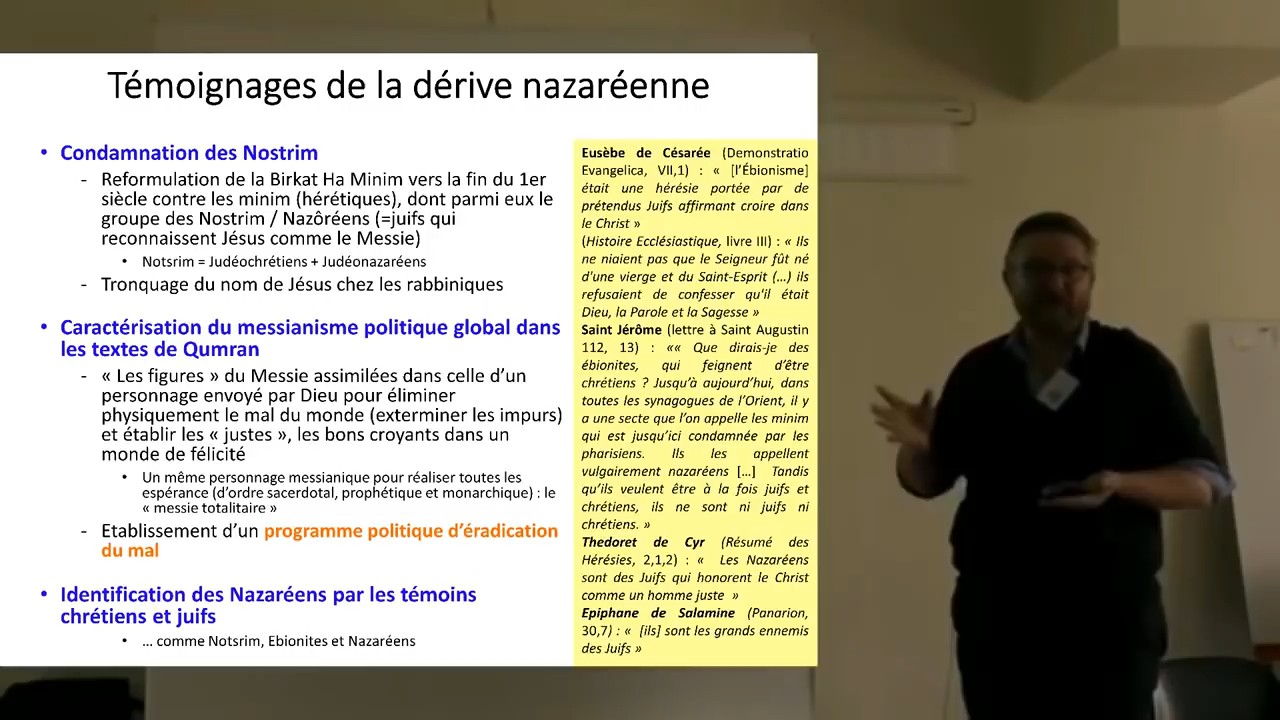 Témoignages de la dérive nazaréenne
• Condamnation des Nostrim
- Reformulation de la Birkat Ha Minim vers la fin du 1er
siècle contre les minim (hérétiques), dont parmi eux le
groupe des Nostrim / Nazôréens (=juifs qui
reconnaissent Jésus comme le Messie)
• Notsrim = Judéochrétiens + Judéonazaréens
- Tronquage du nom de Jésus chez les rabbiniques
• Caractérisation du messianisme politique global dans
les textes de Qumran
- « Les figures » du Messie assimilées dans celle d’un
personnage envoyé par Dieu pour éliminer
physiquement le mal du monde (exterminer les impurs)
et établir les « justes », les bons croyants dans un
monde de félicité
• Un même personnage messianique pour réaliser toutes les
espérance (d’ordre sacerdotal, prophétique et monarchique) : le
« messie totalitaire »
- Etablissement d’un programme politique d’éradication
du mal
• Identification des Nazaréens par les témoins
chrétiens et juifs
• … comme Notsrim, Ebionites et Nazaréens
Eusèbe de Césarée (Demonstratio
Evangelica, VII,1) : « [l’Ébionisme]
était une hérésie portée par de
prétendus Juifs affirmant croire dans
le Christ »
(Histoire Ecclésiastique, livre III) : « Ils
ne niaient pas que le Seigneur fût né
d'une vierge et du Saint-Esprit (…) ils
refusaient de confesser qu'il était
Dieu, la Parole et la Sagesse »
Saint Jérôme (lettre à Saint Augustin
112, 13) : «« Que dirais-je des
ébionites, qui feignent d’être
chrétiens ? Jusqu’à aujourd’hui, dans
toutes les synagogues de l’Orient, il y
a une secte que l’on appelle les minim
qui est jusqu’ici condamnée par les
pharisiens. Ils les appellent
vulgairement nazaréens […] Tandis
qu’ils veulent être à la fois juifs et
chrétiens, ils ne sont ni juifs ni
chrétiens. »
Thedoret de Cyr (Résumé des
Hérésies, 2,1,2) : « Les Nazaréens
sont des Juifs qui honorent le Christ
comme un homme juste »
Epiphane de Salamine (Panarion,
30,7) : « [ils] sont les grands ennemis
des Juifs »